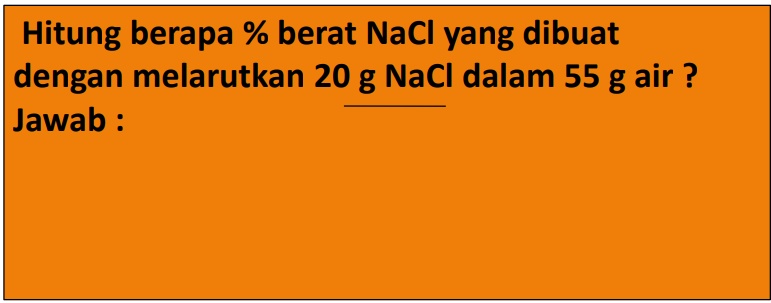 Hitung berapa % berat NaCl yang dibuat
dengan melarutkan 20 g NaCl dalam 55 g air ?
Jawab :